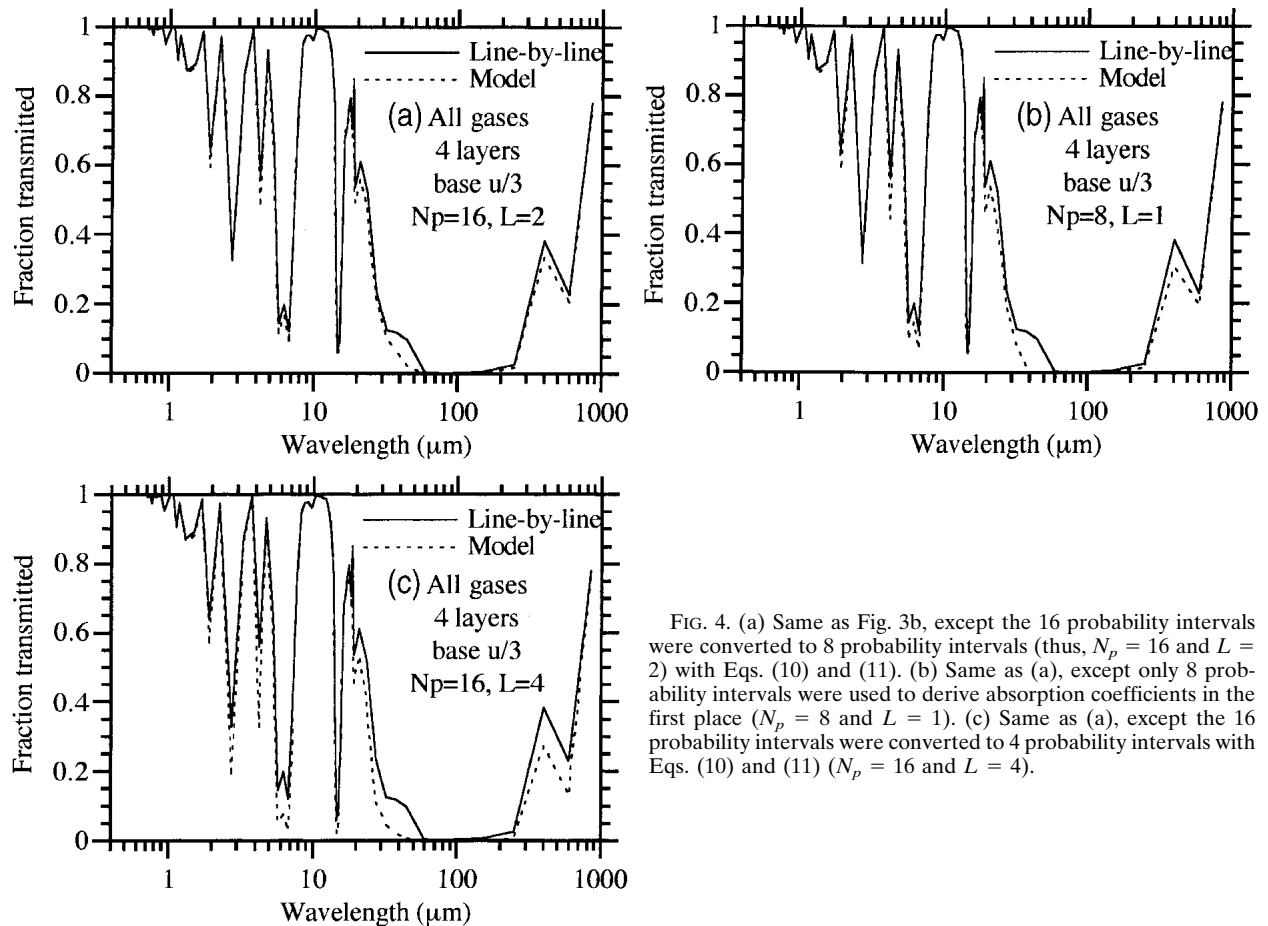 1
0.8
0.6
0.4
0.2
0
Fraction transmitted
Line-by-line
Model
(a) All gases
4 layers
base u/3
Np=16, L=2
1
10
100
1000
Wavelength (μm)
1
0.8
0.6
0.4
0.2
0
Fraction transmitted
Line-by-line
Model
(b) All gases
4 layers
base u/3
Np=8, L=1
1
10
100
1000
Wavelength (μm)
1
0.8
0.6
0.4
0.2
0
Fraction transmitted
Line-by-line
Model
(c) All gases
4 layers
base u/3
Np=16, L=4
1
10
100
1000
Wavelength (μm)
FIG. 4. (a) Same as Fig. 3b, except the 16 probability intervals
were converted to 8 probability intervals (thus, Np = 16 and L =
2) with Eqs. (10) and (11). (b) Same as (a), except only 8 prob-
ability intervals were used to derive absorption coefficients in the
first place (Np = 8 and L = 1). (c) Same as (a), except the 16
probability intervals were converted to 4 probability intervals with
Eqs. (10) and (11) (Np = 16 and L = 4).